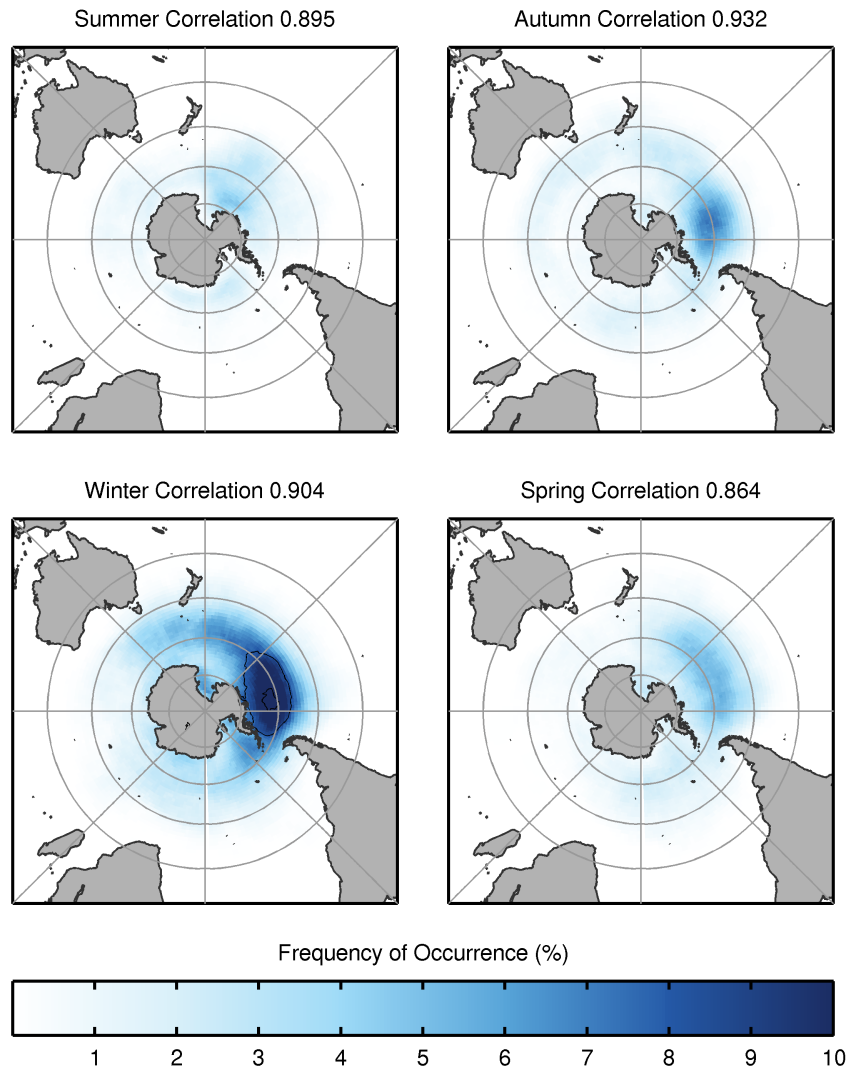 Summer Correlation 0.895
Autumn Correlation 0.932
Winter Correlation 0.904
Spring Correlation 0.864
Frequency of Occurrence (%)
1 2 3 4 5 6 7 8 9 10